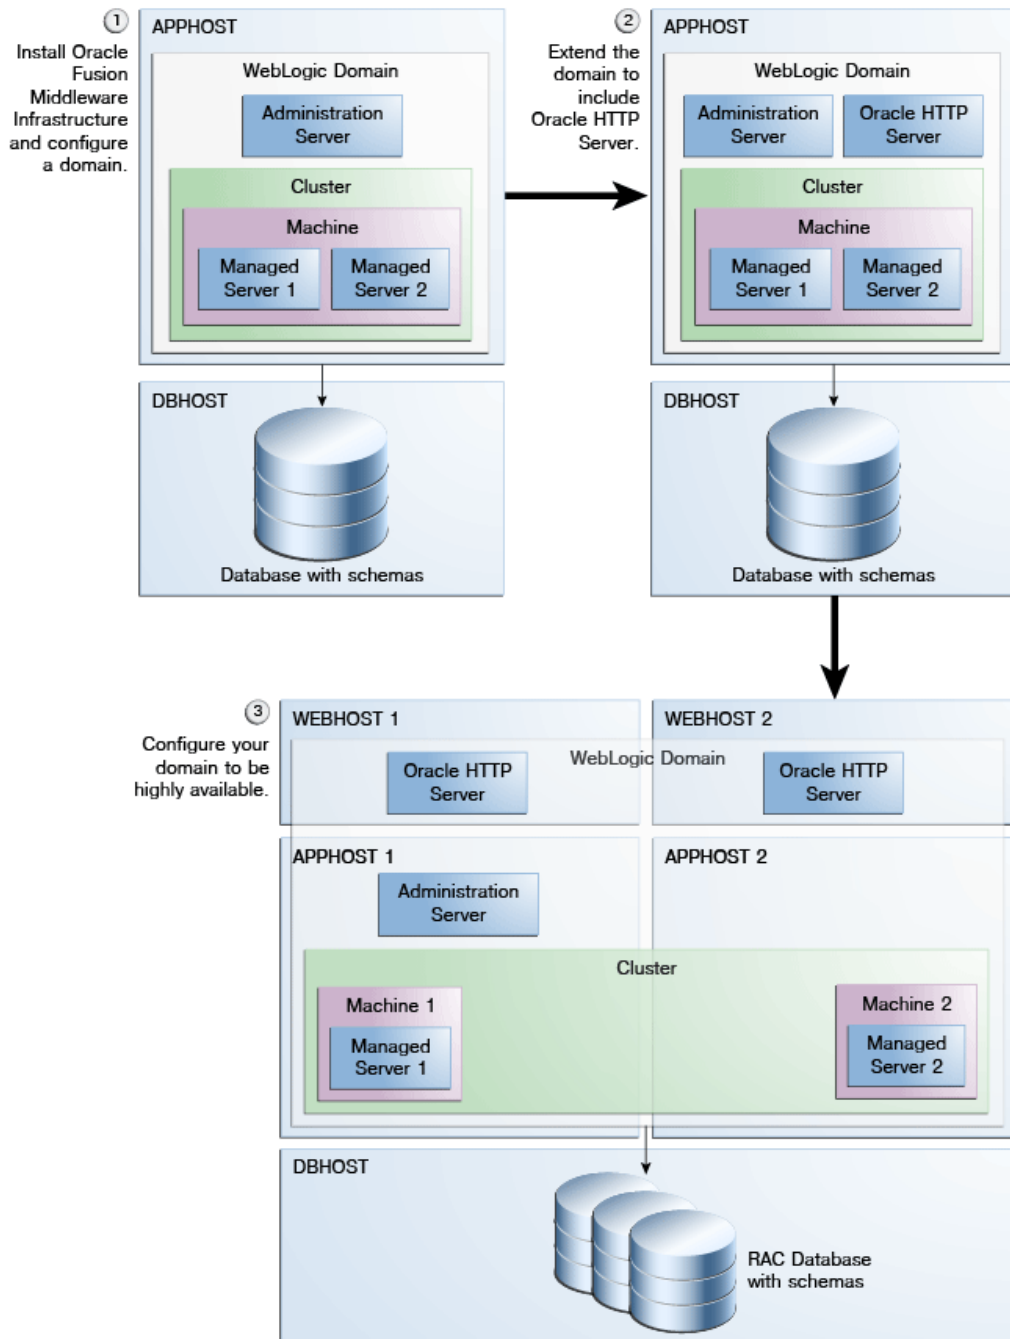 1
Install Oracle
Fusion
Middleware
Infrastructure
and configure
a domain.
APPHOST
WebLogic Domain
Administration
Server
Cluster
Machine
Managed
Server 1
Managed
Server 2
DBHOST
Database with schemas
2
Extend the
domain to
include
Oracle HTTP
Server.
APPHOST
WebLogic Domain
Administration
Server
Oracle HTTP
Server
Cluster
Machine
Managed
Server 1
Managed
Server 2
DBHOST
Database with schemas
3
Configure your
domain to be
highly available.
WEBHOST 1
WEBHOST 2
WebLogic Domain
Oracle HTTP
Server
Oracle HTTP
Server
APPHOST 1
APPHOST 2
Administration
Server
Cluster
Machine 1
Managed
Server 1
Machine 2
Managed
Server 2
DBHOST
RAC Database
with schemas